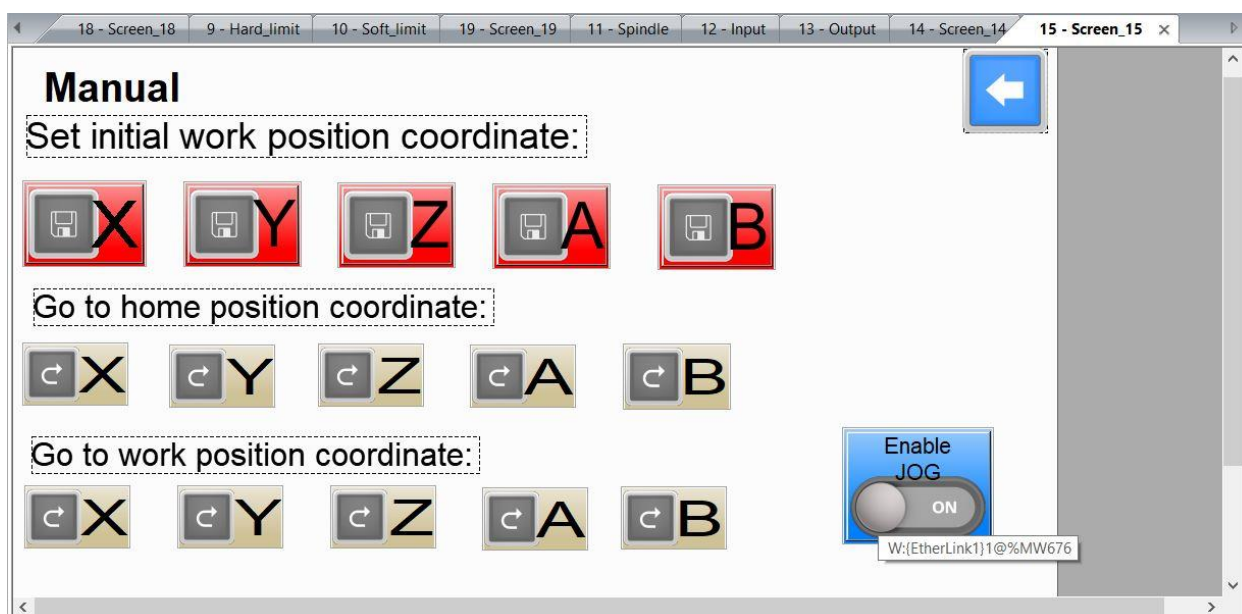 18 - Screen_18 9 - Hard_limit 10 - Soft_limit 19 - Screen_19 11 - Spindle 12 - Input 13 - Output 14 - Screen_14 15 - Screen_15
Manual
Set initial work position coordinate:
X Y Z A B
Go to home position coordinate:
X Y Z A B
Go to work position coordinate:
Enable
JOG
X Y Z A B
ON
W:{EtherLink1}1@%MW676